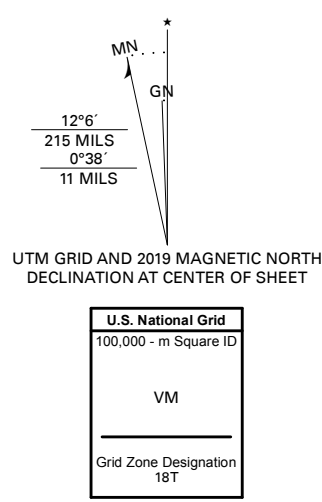 MN
GN
12°6´
215 MILS
0°38´
11 MILS
UTM GRID AND 2019 MAGNETIC NORTH
DECLINATION AT CENTER OF SHEET
U.S. National Grid
100,000 - m Square ID
VM
Grid Zone Designation
18T